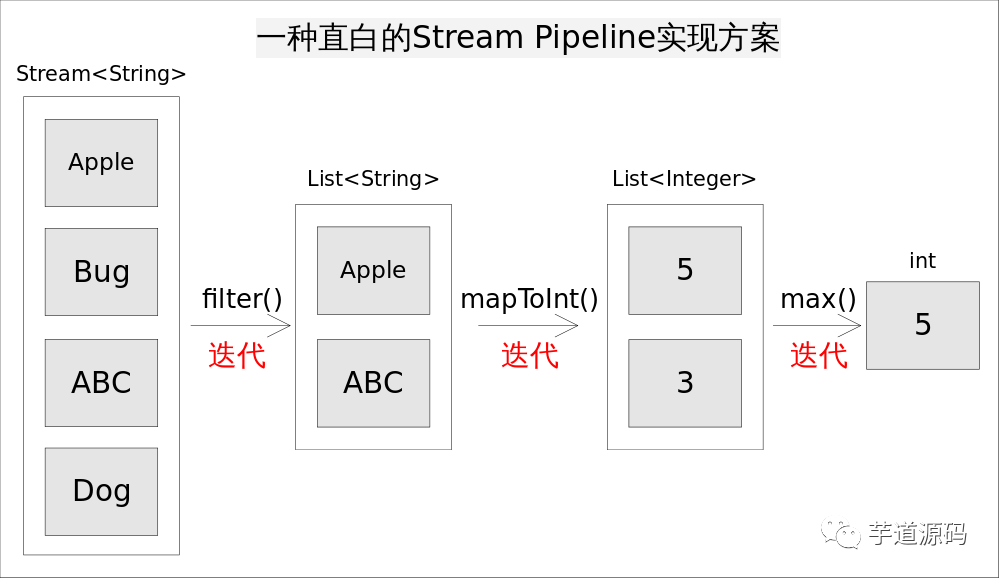 一种直白的Stream Pipeline实现方案
Stream<String>
Apple
Bug
ABC
Dog
filter()
迭代
List<String>
Apple
ABC
mapToInt()
迭代
List<Integer>
5
3
max()
迭代
int
5
芋道源码